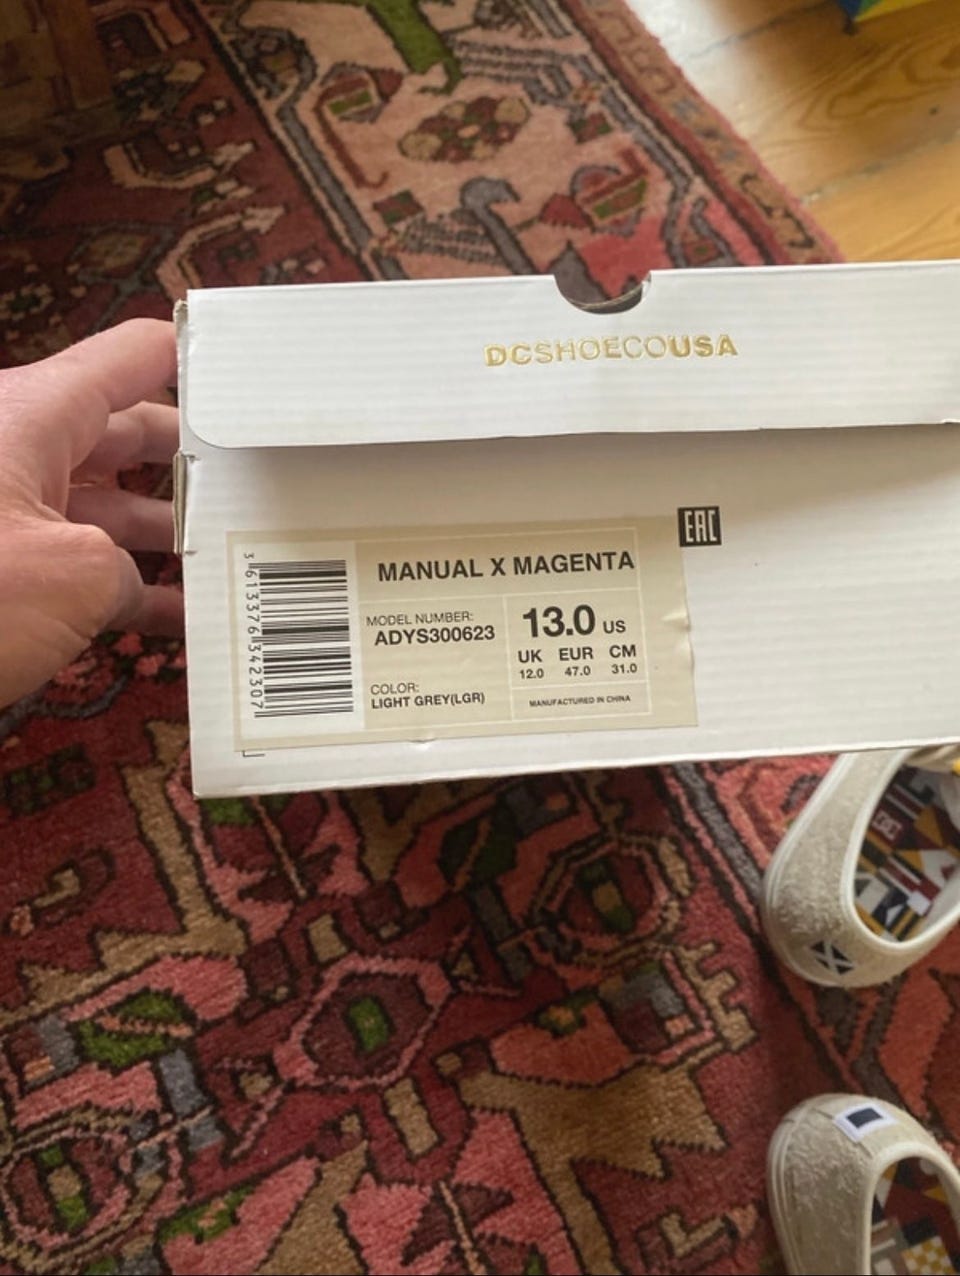 DCSHOECOUSA
EAC
3613376342307
MANUAL X MAGENTA
MODEL NUMBER:
ADYS300623
COLOR:
LIGHT GREY(LGR)
13.0 US
UK EUR CM
12.0 47.0 31.0
MANUFACTURED IN CHINA